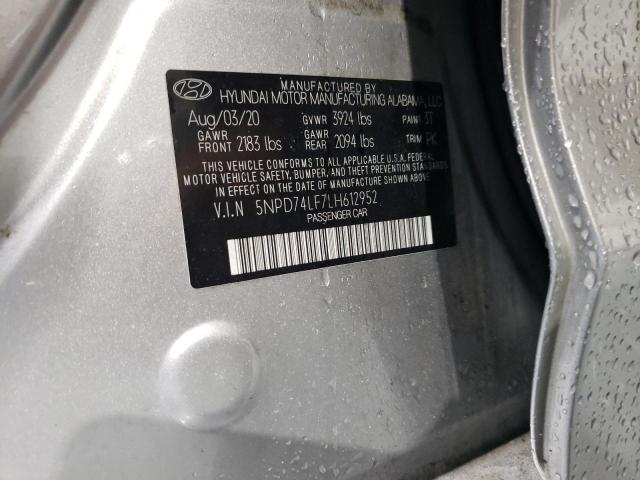 MANUFACTURED BY
HYUNDAI MOTOR MANUFACTURING ALABAMA, LLC
Aug/03/20 GVWR 3924 lbs PAINT 3T
GAWR FRONT 2183 lbs GAWR REAR 2094 lbs TRIM PK
THIS VEHICLE CONFORMS TO ALL APPLICABLE U.S.A. FEDERAL
MOTOR VEHICLE SAFETY, BUMPER, AND THEFT PREVENTION STANDARDS
IN EFFECT ON THE DATE OF MANUFACTURE SHOWN ABOVE.
V.I.N 5NPD74LF7LH612952
PASSENGER CAR